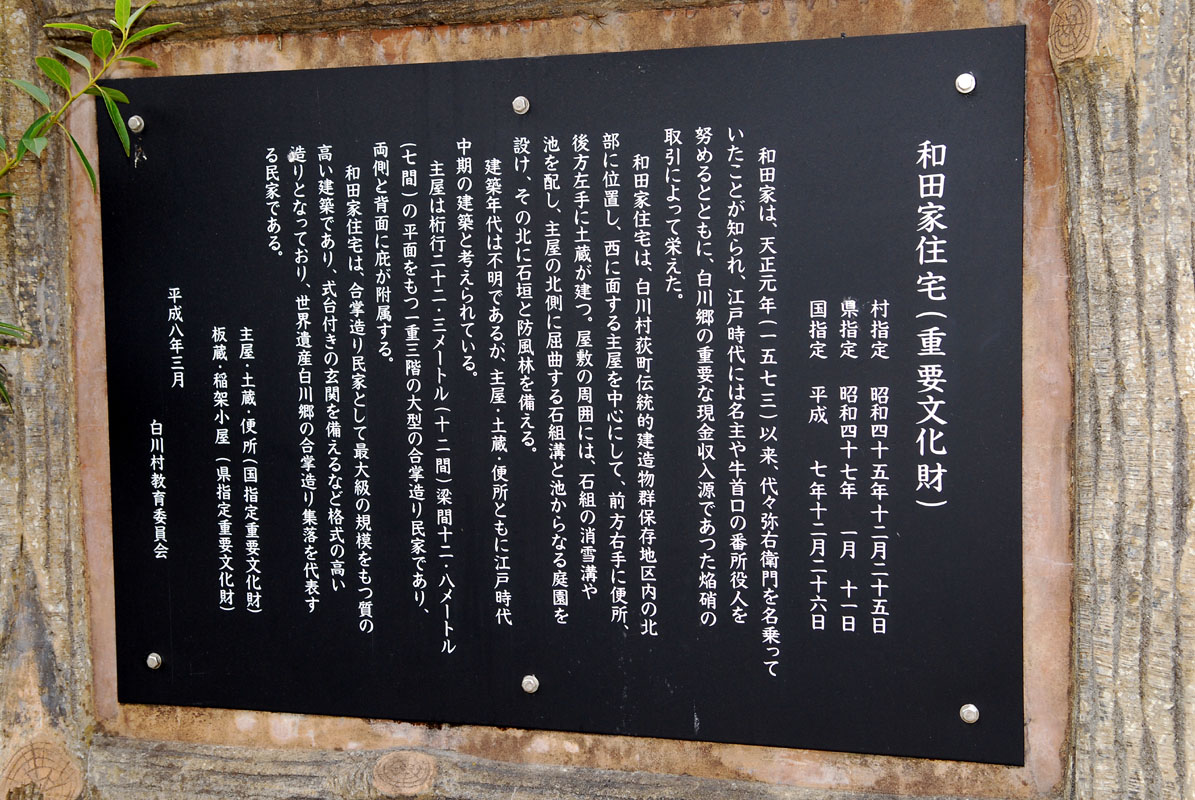 和田家住宅(重要文化財)
村指定 昭和四十五年十二月二十五日
県指定 昭和四十七年 一月 十一日
国指定 平成 七年十二月二十六日
和田家は、天正元年(一五七三)以来、代々弥右衛門を名乗って
いたことが知られ、江戸時代には名主や牛首口の番所役人を
努めるとともに、白川郷の重要な現金収入源であつた焔硝の
取引によって栄えた。
和田家住宅は、白川村荻町伝統的建造物群保存地区内の北
部に位置し、西に面する主屋を中心にして、前方右手に便所、
後方左手に土蔵が建つ。屋敷の周囲には、石組の消雪溝や
池を配し、主屋の北側に屈曲する石組溝と池からなる庭園を
設け、その北に石垣と防風林を備える。
建築年代は不明であるが、主屋・土蔵・便所ともに江戸時代
中期の建築と考えられている。
主屋は桁行二十二・三メートル(十二間)梁間十二・八メートル
(七間)の平面をもつ一重三階の大型の合掌造り民家であり、
両側と背面に庇が附属する。
和田家住宅は、合掌造り民家として最大級の規模をもつ質の
高い建築であり、式台付きの玄関を備えるなど格式の高い
造りとなっており、世界遺産白川郷の合掌造り集落を代表す
る民家である。
主屋・土蔵・便所(国指定重要文化財)
板蔵・稲架小屋(県指定重要文化財)
平成八年三月
白川村教育委員会